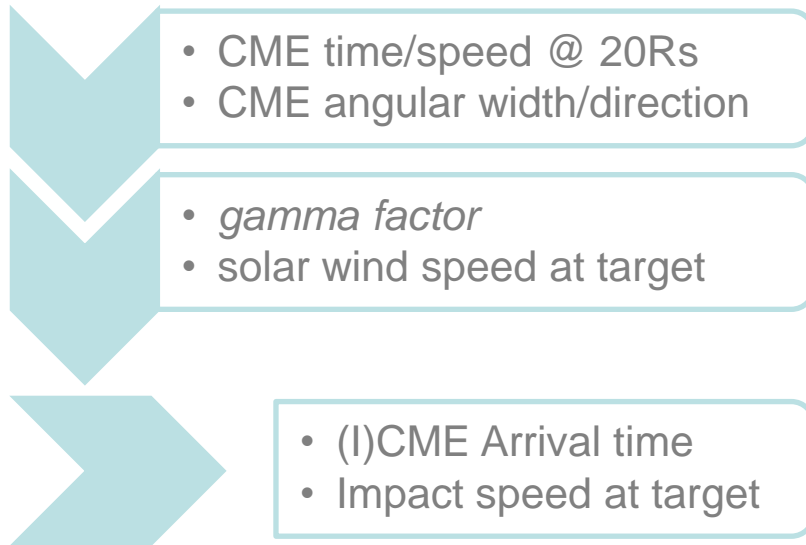 • CME time/speed @ 20Rs
• CME angular width/direction
• gamma factor
• solar wind speed at target
• (I)CME Arrival time
• Impact speed at target